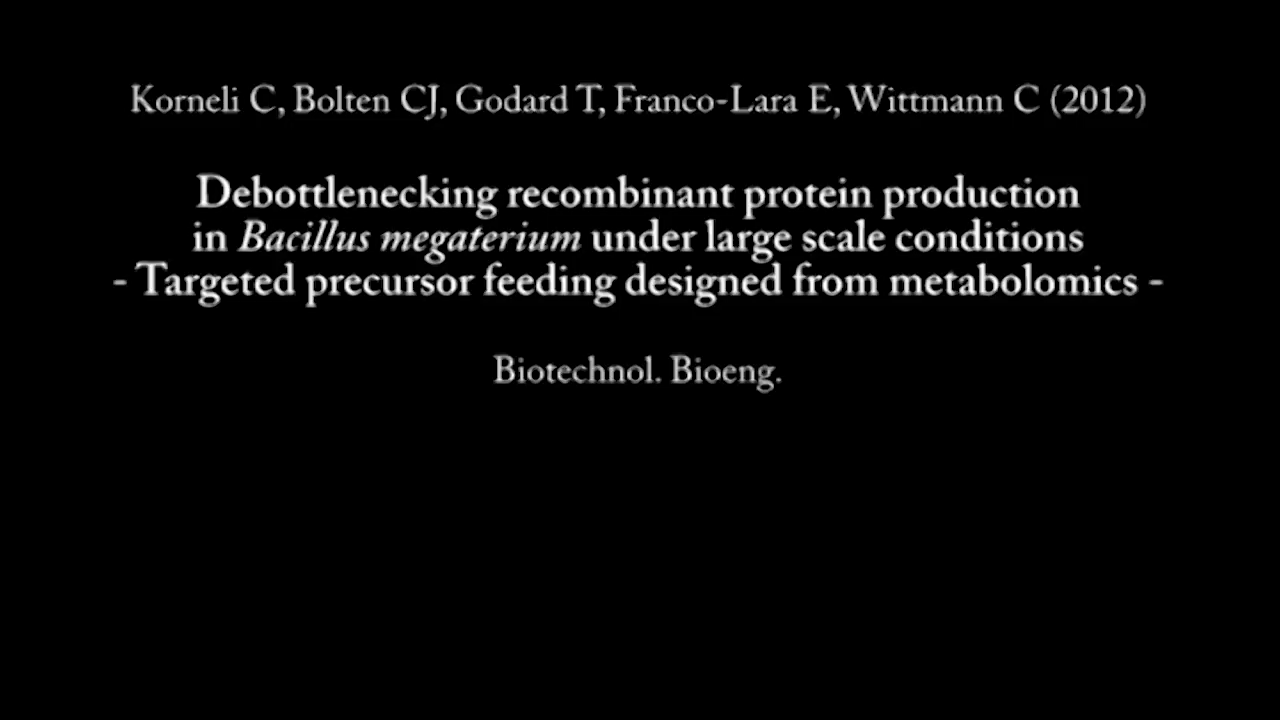 Korneli C, Bolten CJ, Godard T, Franco-Lara E, Wittmann C (2012)
Debottlenecking recombinant protein production
in Bacillus megaterium under large scale conditions
- Targeted precursor feeding designed from metabolomics -
Biotechnol. Bioeng.